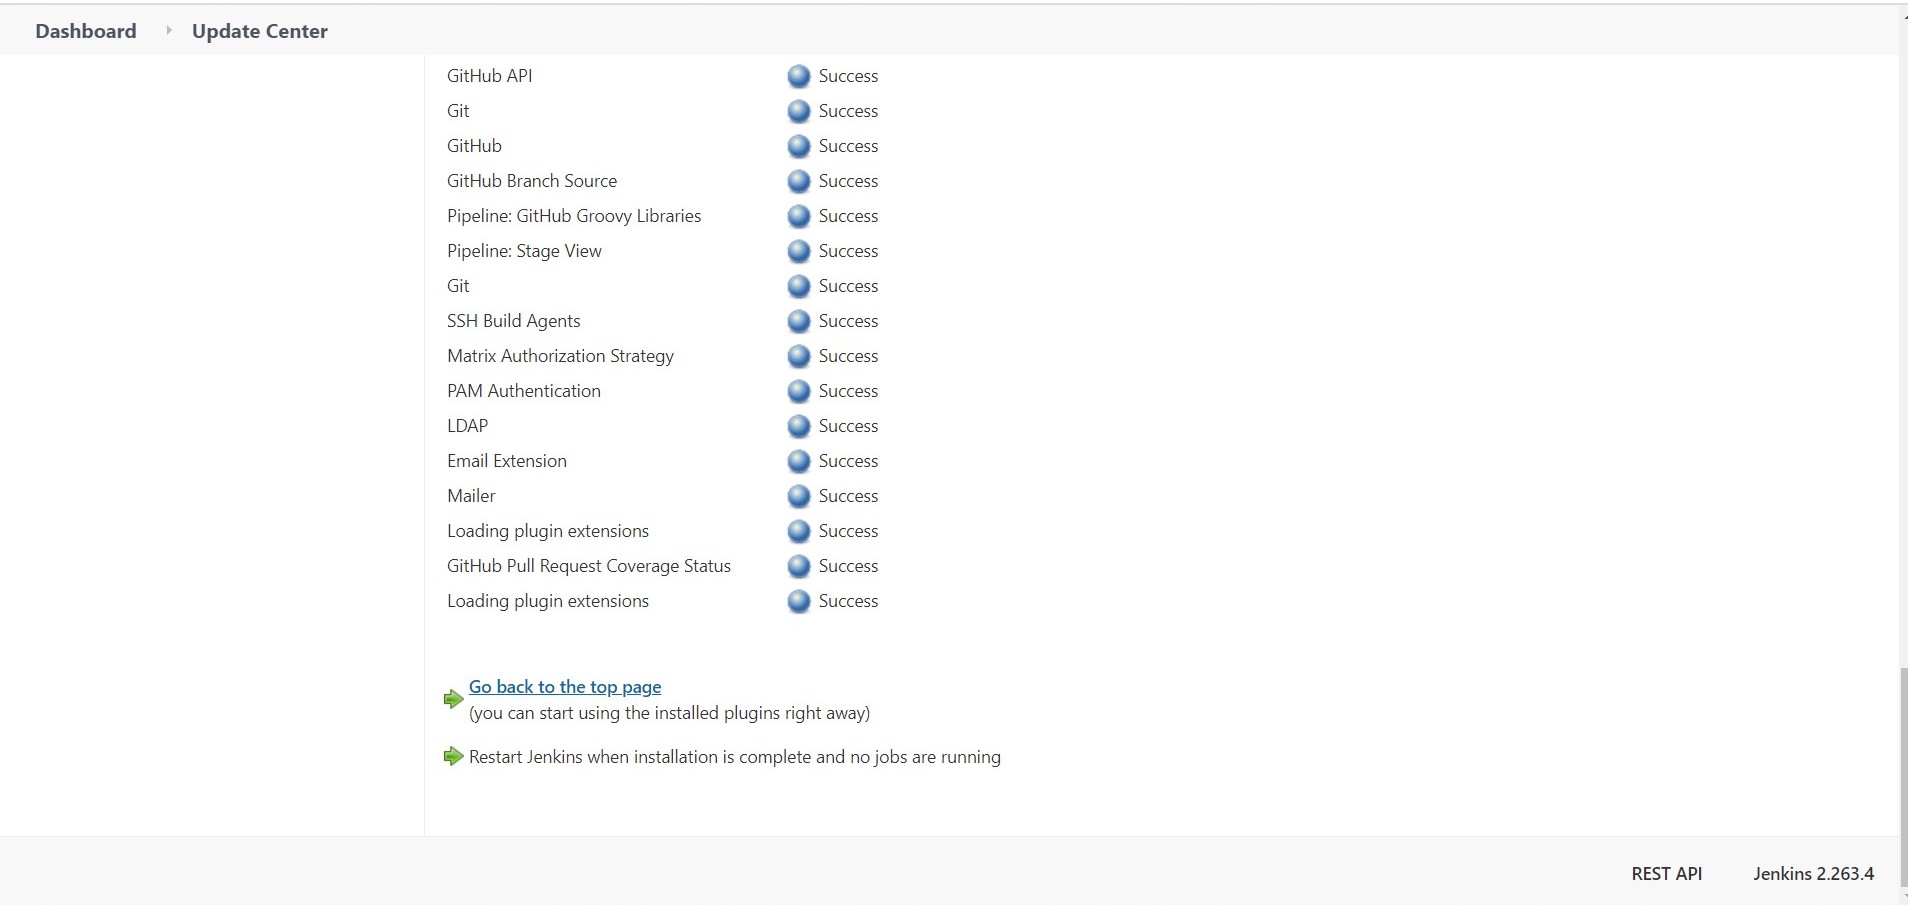 Dashboard Update Center
GitHub API Success
Git Success
GitHub Success
GitHub Branch Source Success
Pipeline: GitHub Groovy Libraries Success
Pipeline: Stage View Success
Git Success
SSH Build Agents Success
Matrix Authorization Strategy Success
PAM Authentication Success
LDAP Success
Email Extension Success
Mailer Success
Loading plugin extensions Success
GitHub Pull Request Coverage Status Success
Loading plugin extensions Success
Go back to the top page
(you can start using the installed plugins right away)
Restart Jenkins when installation is complete and no jobs are running
REST API Jenkins 2.263.4